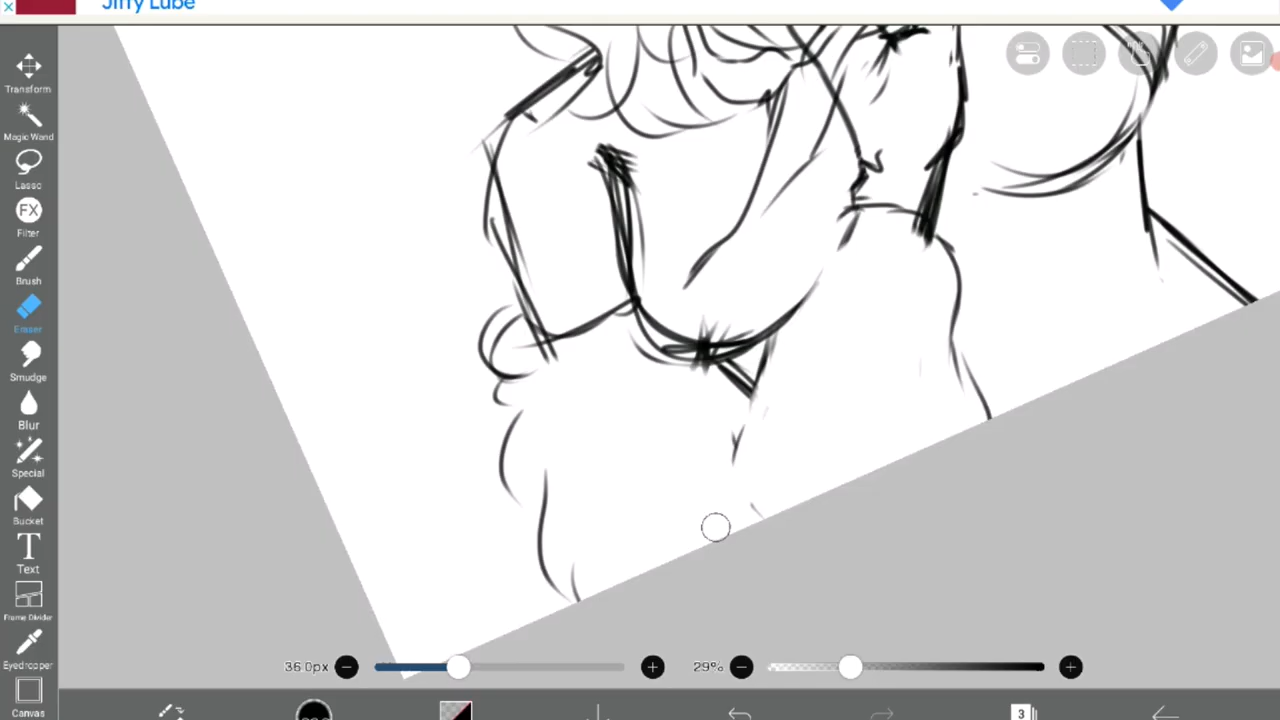 Jiffy Lube
Transform
Magic Wand
Lasso
FX
Filter
Brush
Eraser
Smudge
Blur
Special
Bucket
T
Text
Frame Divider
Eyedropper
Canvas
36.0px
29%
3